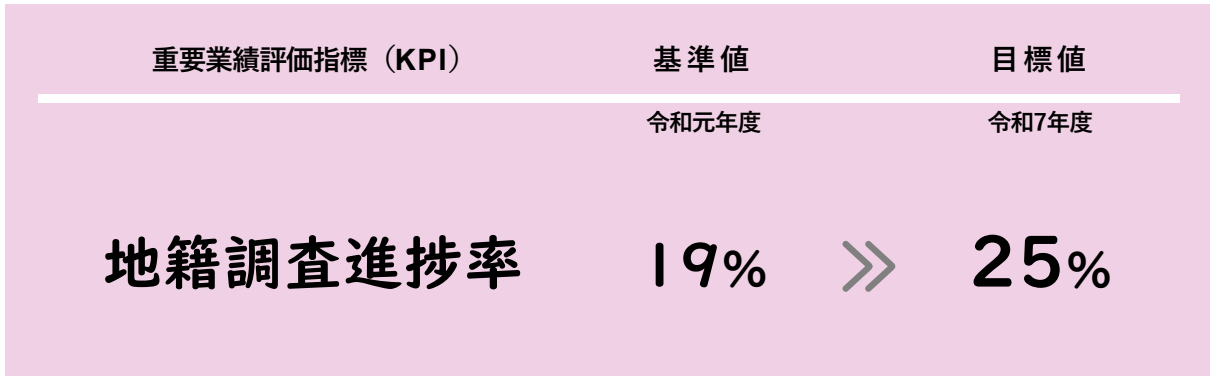 重要業績評価指標（KPI） 基準値 目標値
令和元年度 令和7年度
地籍調査進捗率 19% 25%